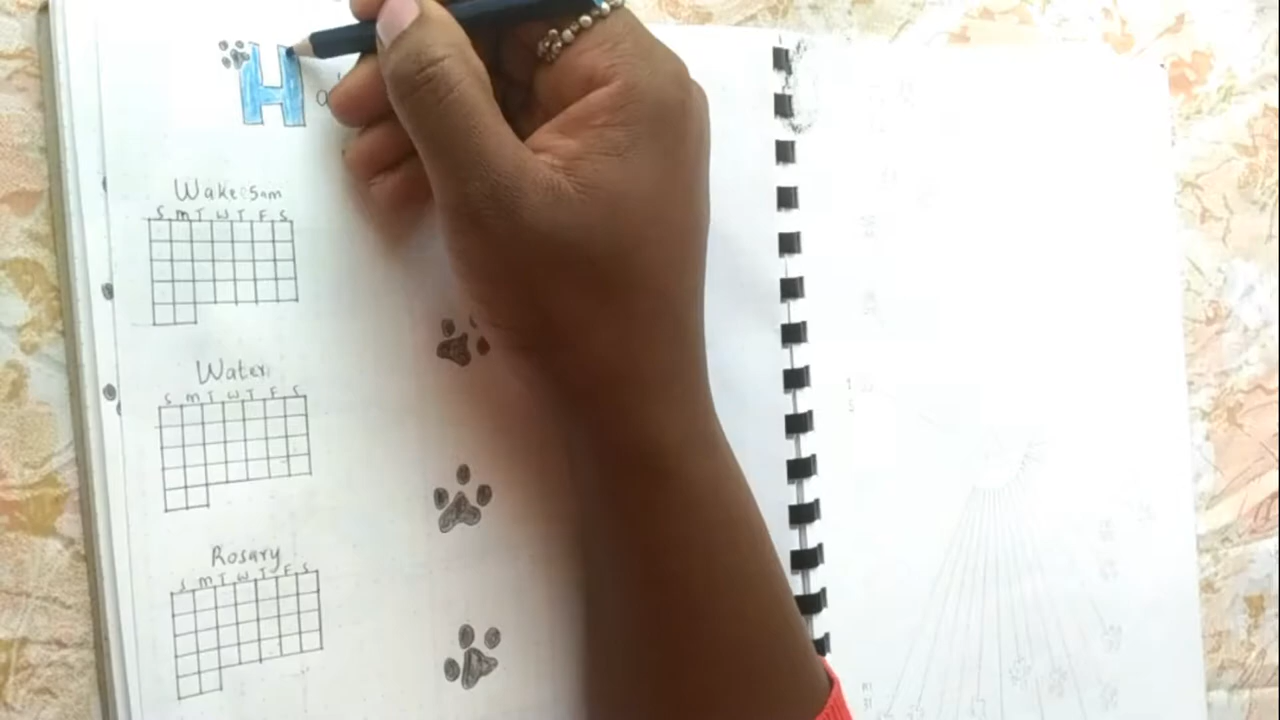 H a
Wake 5am
S M T W T F S
Water
S M T W T F S
Rosary
S M T W T F S